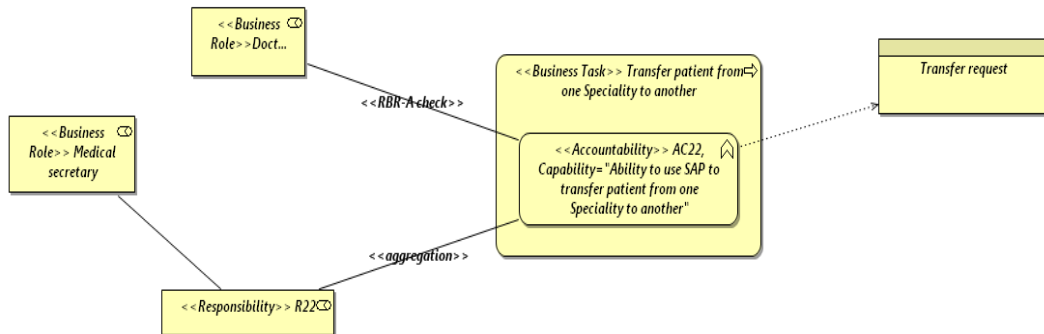 <<Business
Role>>Doct...
<<RBR-A check>>
<<Business Task>> Transfer patient from
one Speciality to another
Transfer request
<<Business
Role>> Medical
secretary
<<Accountability>> AC22,
Capability="Ability to use SAP to
transfer patient from one
Speciality to another"
<<aggregation>>
<<Responsibility>> R22